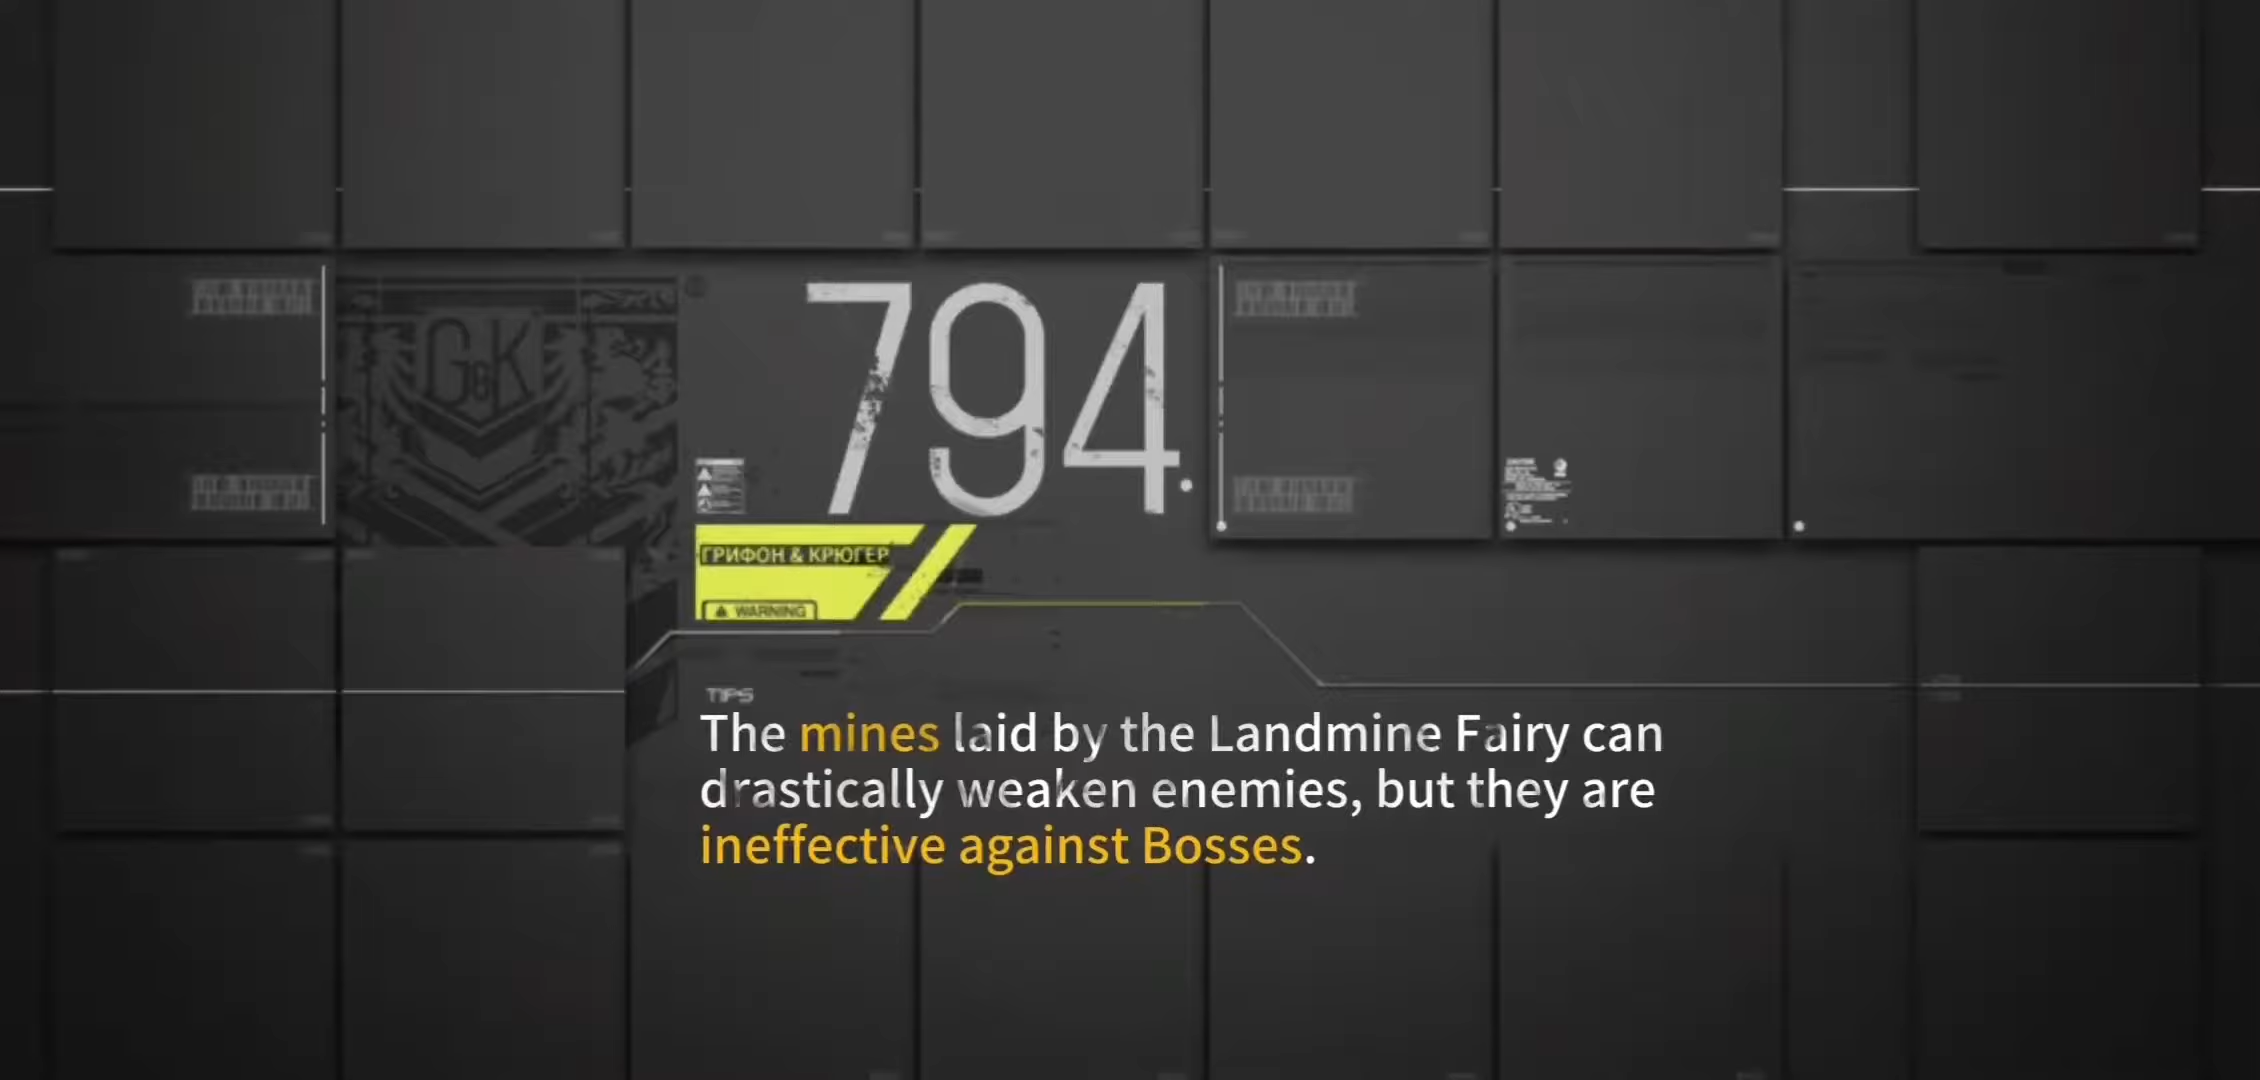 G&K
794.
ГРИФОН & КРЮГЕР
WARNING
TIPS
The mines laid by the Landmine Fairy can
drastically weaken enemies, but they are
ineffective against Bosses.